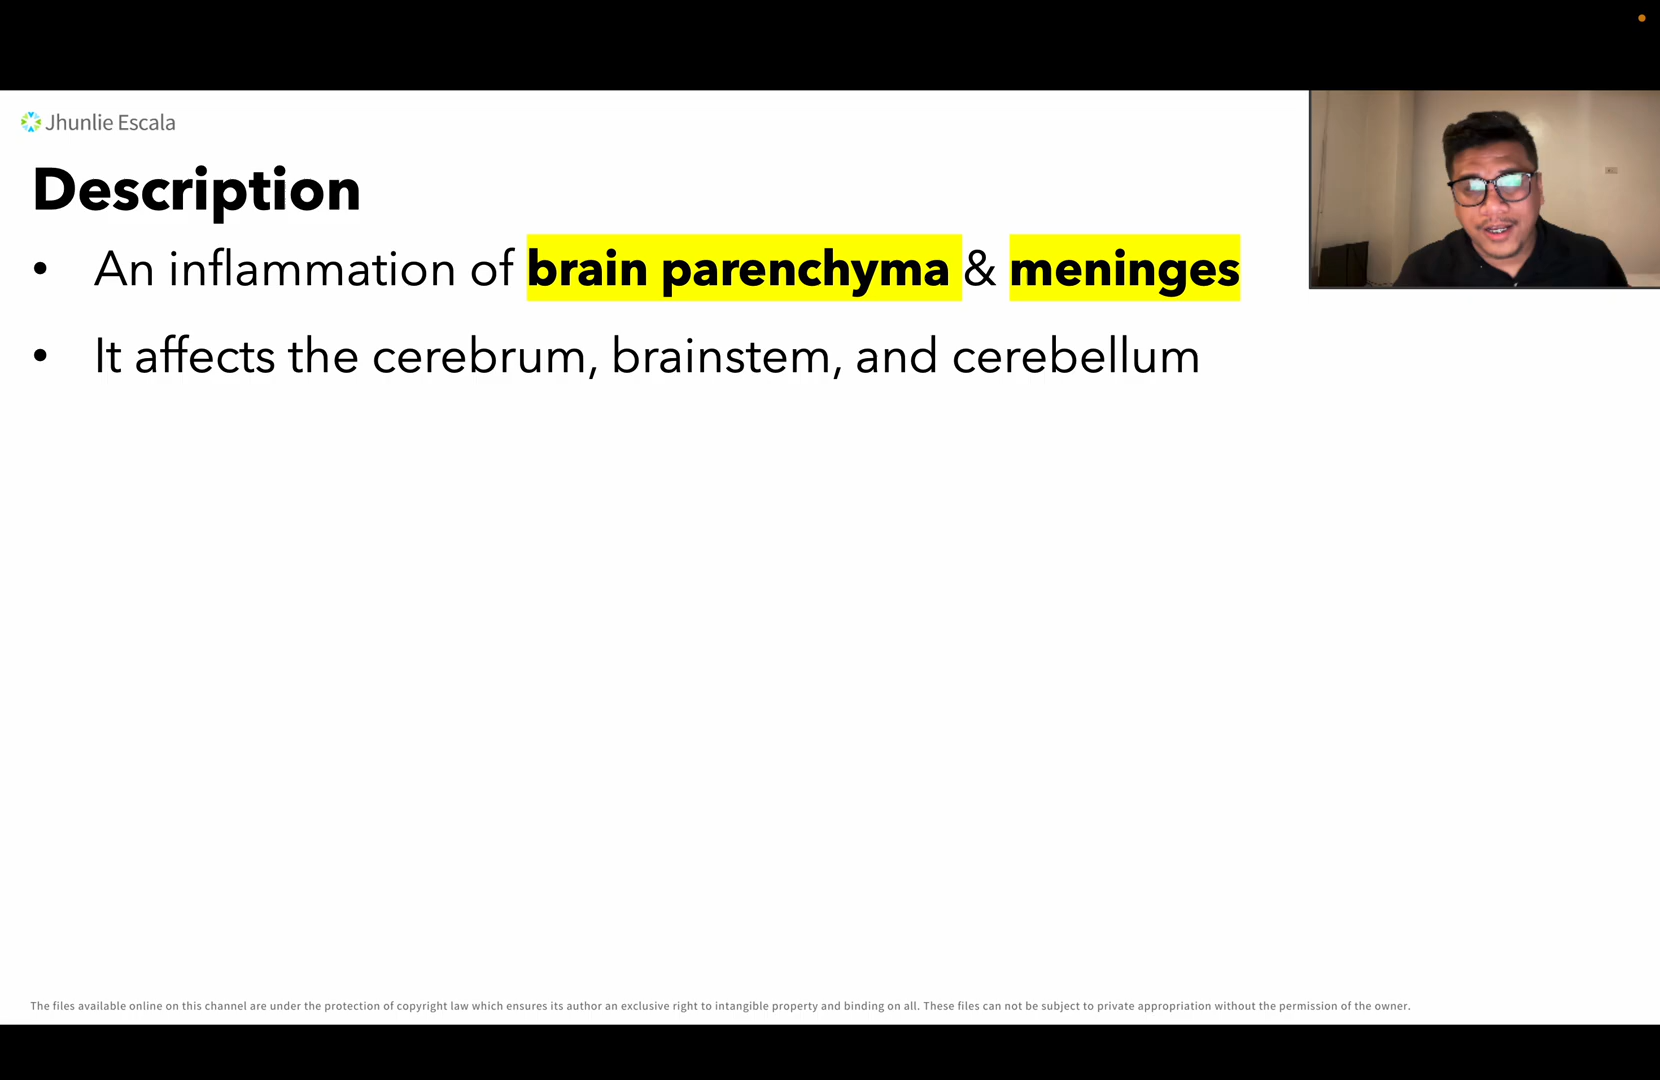 Jhunlie Escala
Description
• An inflammation of brain parenchyma & meninges
• It affects the cerebrum, brainstem, and cerebellum
The files available online on this channel are under the protection of copyright law which ensures its author an exclusive right to intangible property and binding on all. These files can not be subject to private appropriation without the permission of the owner.